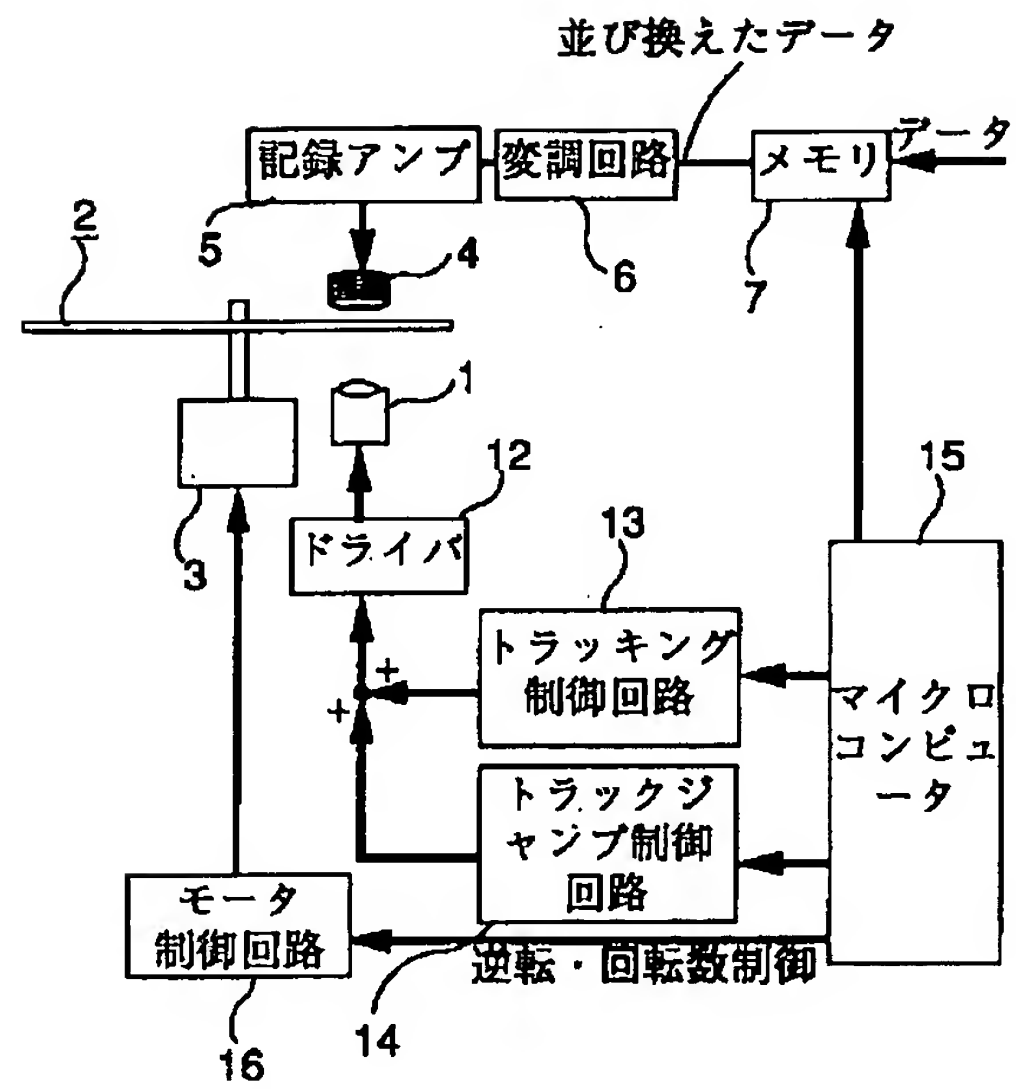 並び換えたデータ
データ
記録アンプ
変調回路
メモリ
5
2
4
6
7
1
3
12
ドライバ
13
15
トラッキング
制御回路
+
+
マイクロ
コンピュ
ータ
トラックジ
ャンプ制御
回路
モータ
制御回路
逆転・回転数制御
14
16